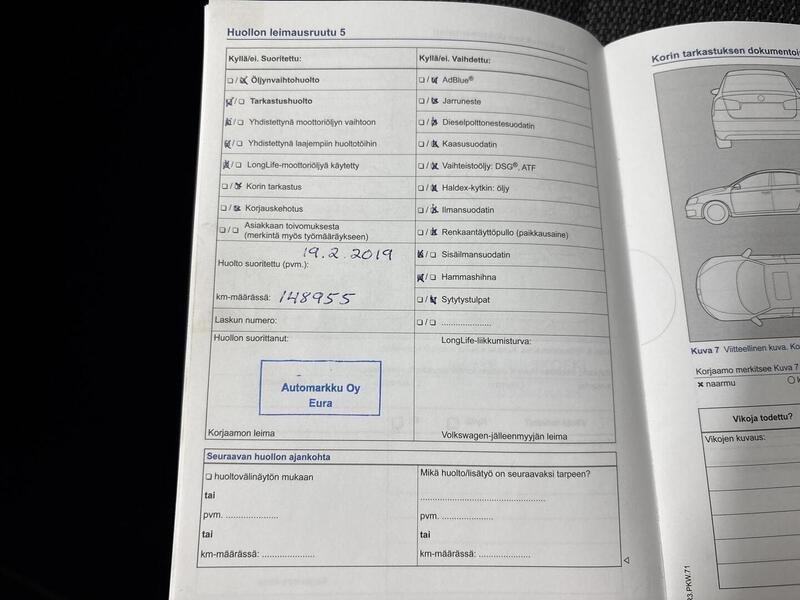 Huollon leimausruutu 5
Kyllä/ei. Suoritettu:
☐/☒ Öljynvaihtohuolto
☒/☐ Tarkastushuolto
☒/☐ Yhdistettynä moottoriöljyn vaihtoon
☒/☐ Yhdistettynä laajempiin huoltotöihin
☒/☐ LongLife-moottoriöljyä käytetty
☐/☒ Korin tarkastus
☐/☒ Korjauskehotus
☐/☐ Asiakkaan toivomuksesta
(merkintä myös työmääräykseen)
Huolto suoritettu (pvm.): 19.2.2019
km-määrässä: 148955
Laskun numero:
Huollon suorittanut:
Automarkku Oy
Eura
Korjaamon leima
Kyllä/ei. Vaihdettu:
☐/☒ AdBlue®
☐/☒ Jarruneste
☐/☒ Dieselpolttonestesuodatin
☐/☒ Kaasusuodatin
☐/☒ Vaihteistoöljy: DSG®, ATF
☐/☒ Haldex-kytkin: öljy
☐/☒ Ilmansuodatin
☐/☒ Renkaantäyttöpullo (paikkausaine)
☒/☐ Sisäilmansuodatin
☒/☐ Hammashihna
☐/☒ Sytytystulpat
☐/☐ .....................
LongLife-liikkumisturva:
Volkswagen-jälleenmyyjän leima
Seuraavan huollon ajankohta
☐ huoltovälinäytön mukaan
tai
pvm. .....................
tai
km-määrässä: .....................
Mikä huolto/lisätyö on seuraavaksi tarpeen?
..................................................
pvm. .....................
tai
km-määrässä: .....................
Korin tarkastuksen
Kuva 7 Viitteellinen kuva.
Korjaamo merkitsee Kuva 7
× naarmu
Vikoja todettu?
Vikojen kuvaus: